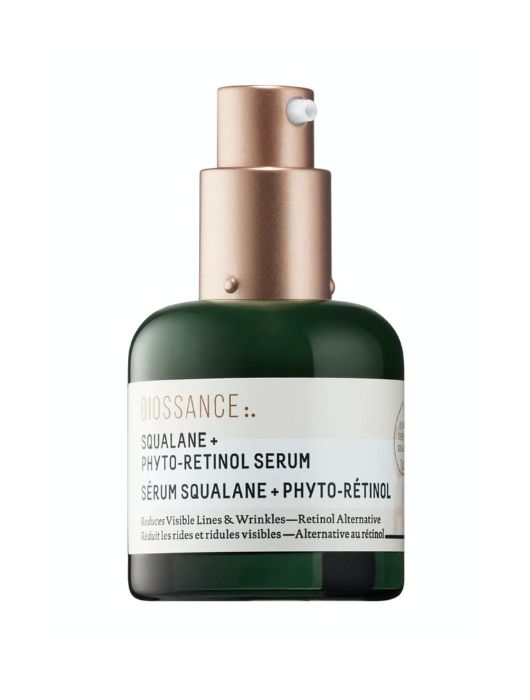 BIOSSANCE:.
SQUALANE +
PHYTO-RETINOL SERUM
SÉRUM SQUALANE + PHYTO-RÉTINOL
Reduces Visible Lines & Wrinkles—Retinol Alternative
Réduit les rides et ridules visibles—Alternative au rétinol